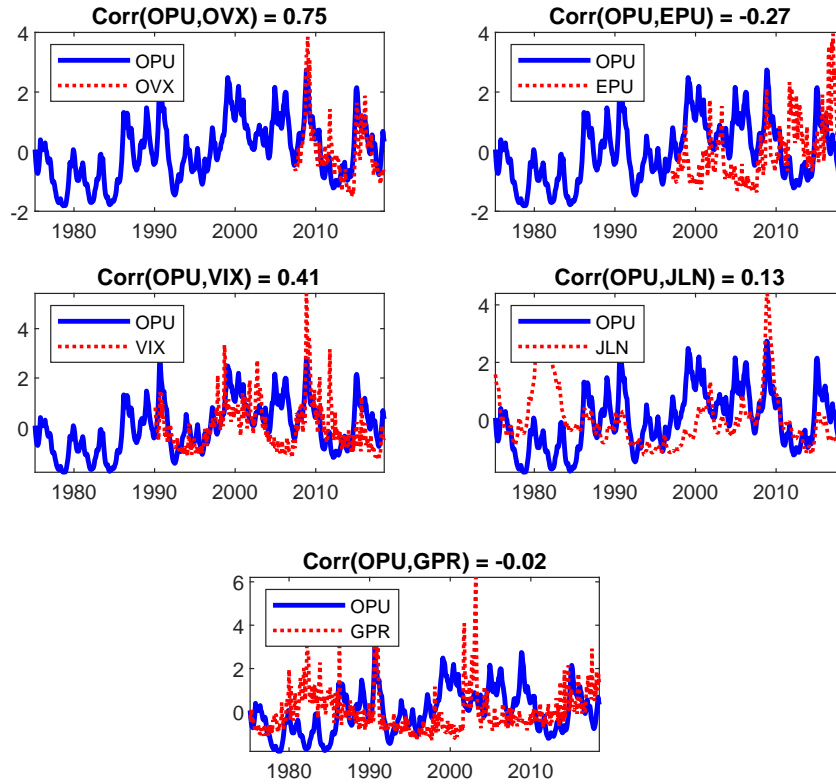 Corr(OPU,OVX) = 0.75
4
2
0
-2
OPU
OVX
1980 1990 2000 2010
Corr(OPU,EPU) = -0.27
4
2
0
-2
OPU
EPU
1980 1990 2000 2010
Corr(OPU,VIX) = 0.41
4
2
0
OPU
VIX
1980 1990 2000 2010
Corr(OPU,JLN) = 0.13
4
2
0
OPU
JLN
1980 1990 2000 2010
Corr(OPU,GPR) = -0.02
6
4
2
0
OPU
GPR
1980 1990 2000 2010